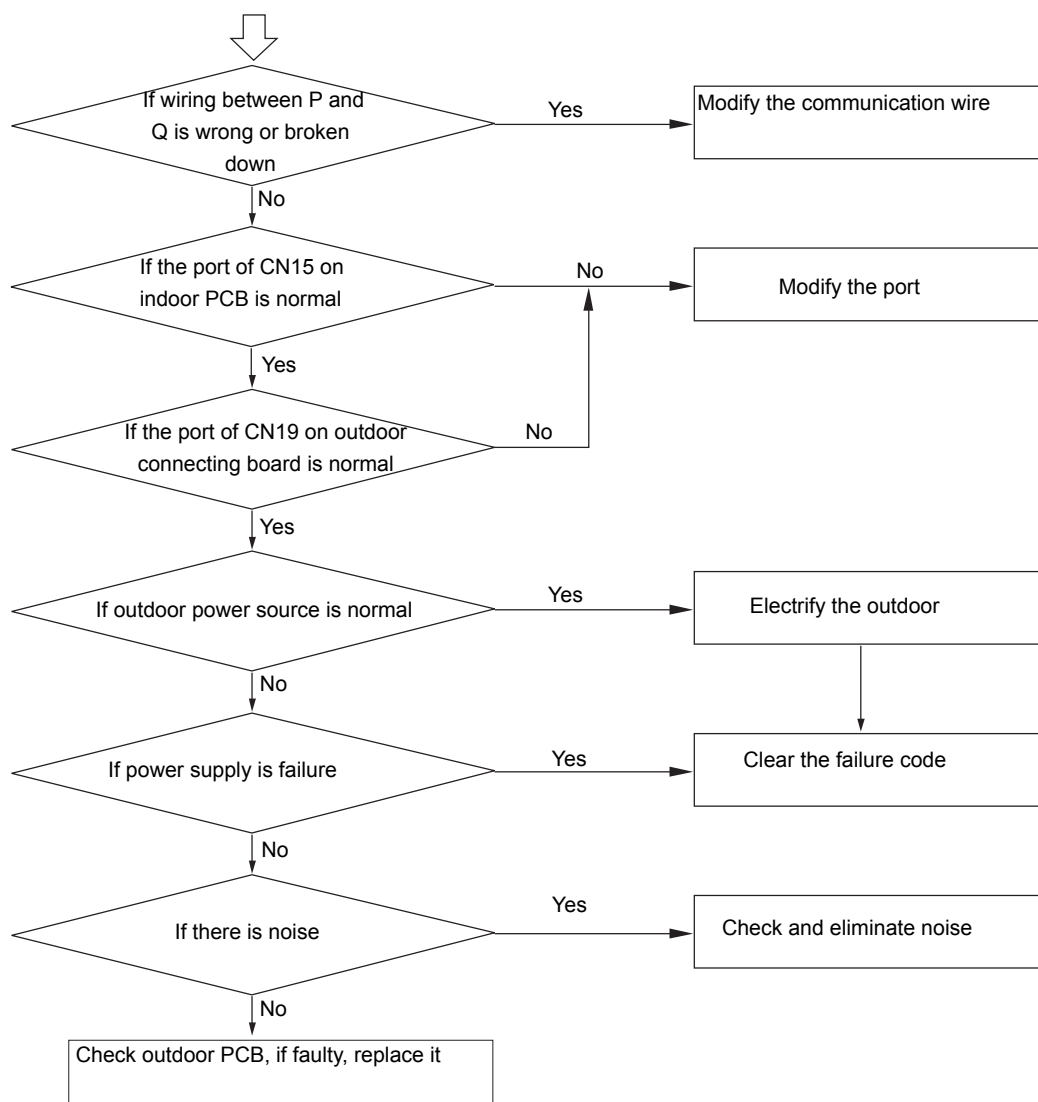 If wiring between P and
Q is wrong or broken
down
Yes
Modify the communication wire
No
If the port of CN15 on
indoor PCB is normal
No
Modify the port
Yes
If the port of CN19 on outdoor
connecting board is normal
No
Yes
If outdoor power source is normal
Yes
Electrify the outdoor
No
If power supply is failure
Yes
Clear the failure code
No
If there is noise
Yes
Check and eliminate noise
No
Check outdoor PCB, if faulty, replace it